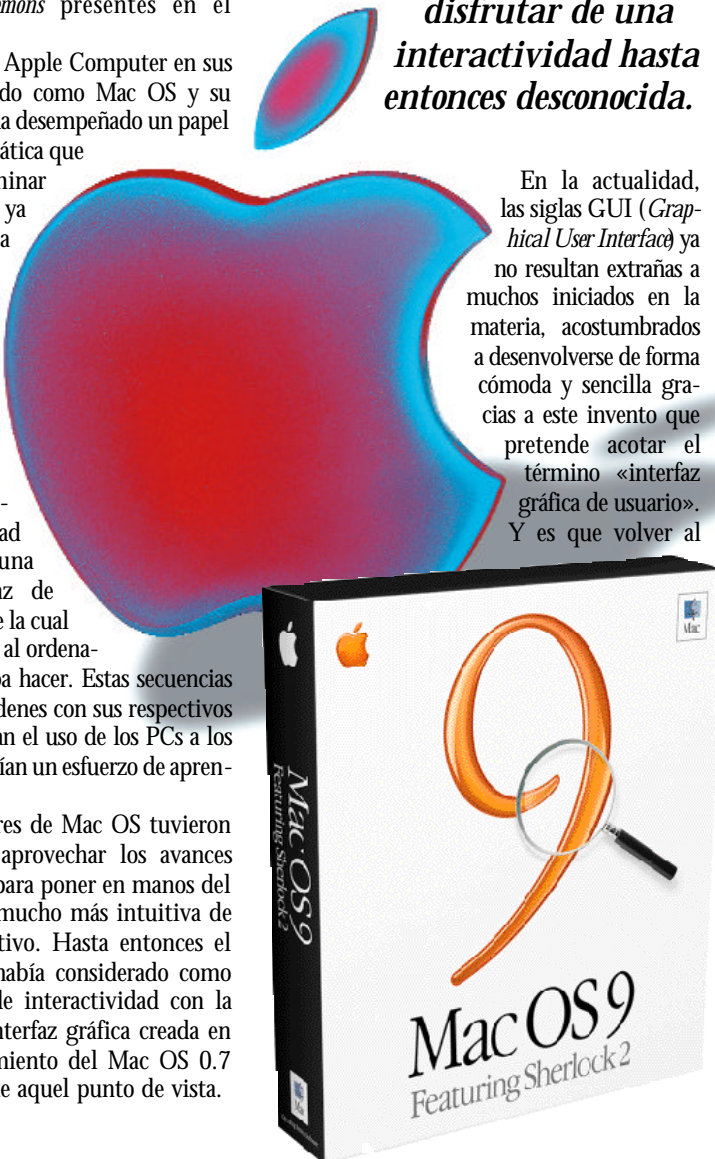 emons presentes en el
Apple Computer en sus
do como Mac OS y su
a desempeñado un papel
ática que
ninar
ya
a
-
ad
una
az de
e la cual
al ordena-
ba hacer. Estas secuencias
denes con sus respectivos
an el uso de los PCs a los
ían un esfuerzo de apren-
res de Mac OS tuvieron
aprovechar los avances
para poner en manos del
mucho más intuitiva de
tivo. Hasta entonces el
había considerado como
de interactividad con la
nterfaz gráfica creada en
miento del Mac OS 0.7
e aquel punto de vista.
disfrutar de una
interactividad hasta
entonces desconocida.
En la actualidad,
las siglas GUI (Grap-
hical User Interface) ya
no resultan extrañas a
muchos iniciados en la
materia, acostumbrados
a desenvolverse de forma
cómoda y sencilla gra-
cias a este invento que
pretende acotar el
término «interfaz
gráfica de usuario».
Y es que volver al
Mac OS 9
Featuring Sherlock 2
Mac
9
Mac OS 9
Featuring Sherlock 2
Mac